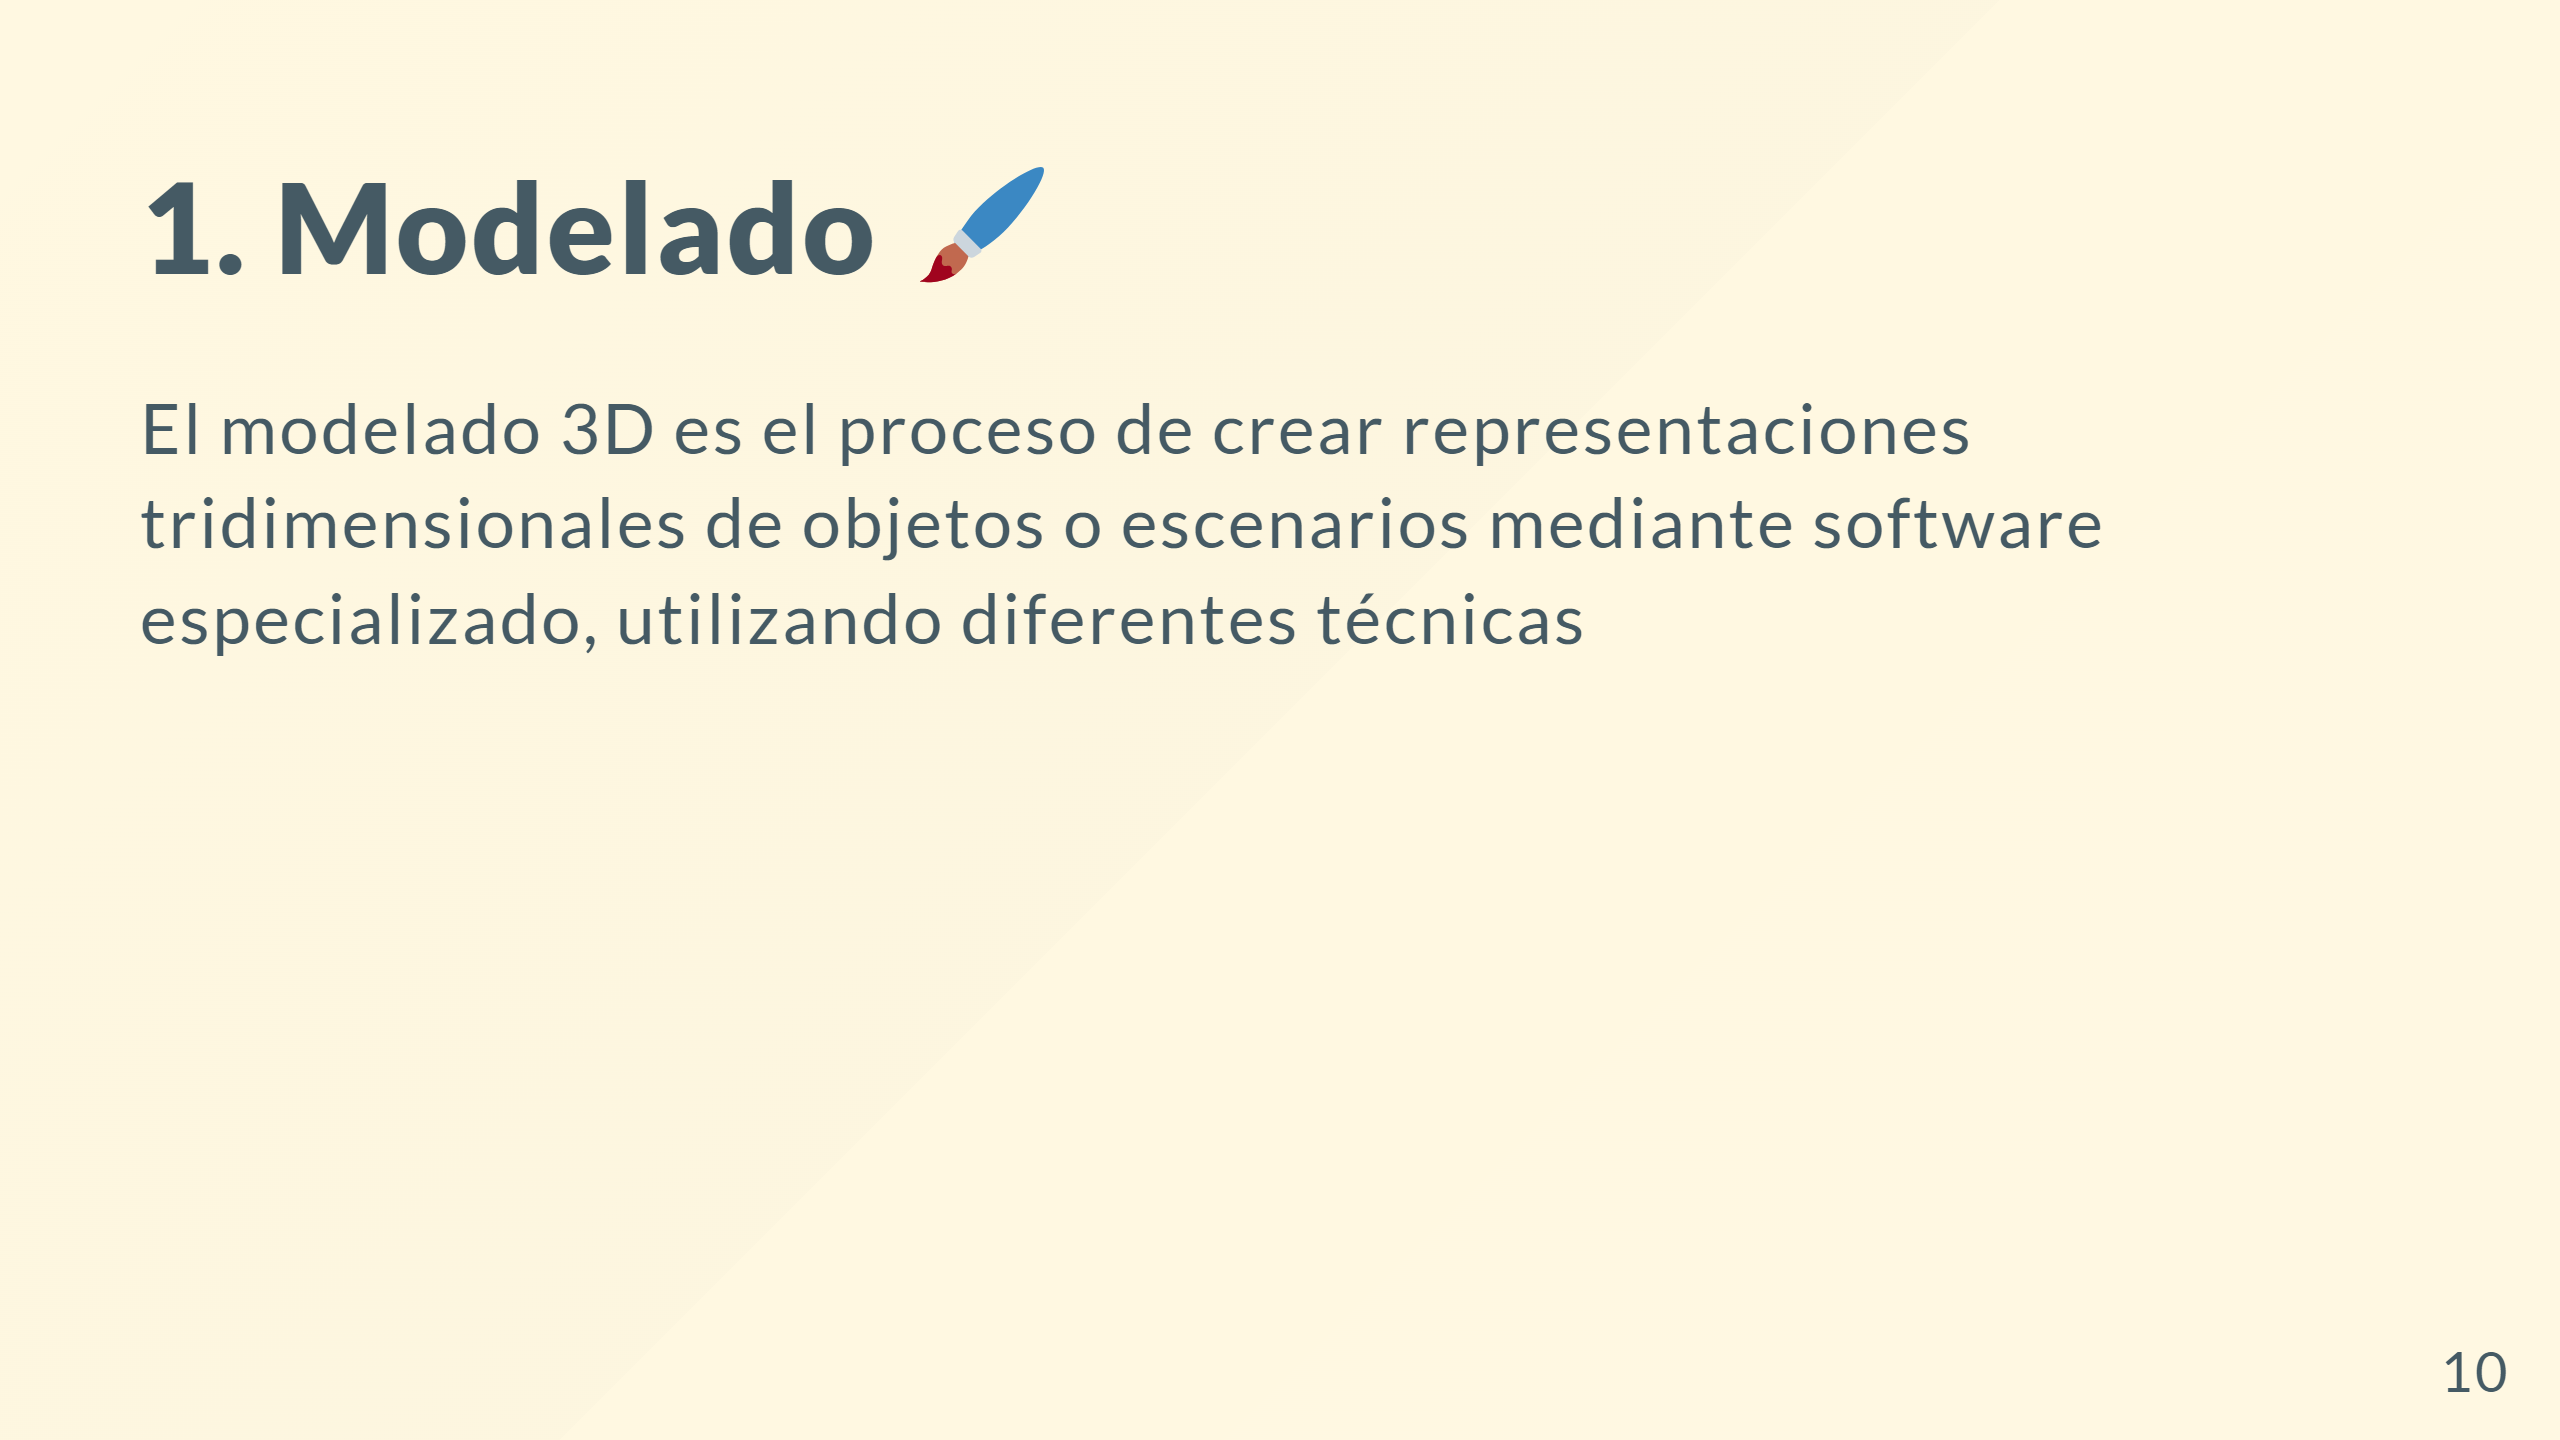 1. Modelado 🖌️
El modelado 3D es el proceso de crear representaciones
tridimensionales de objetos o escenarios mediante software
especializado, utilizando diferentes técnicas
10